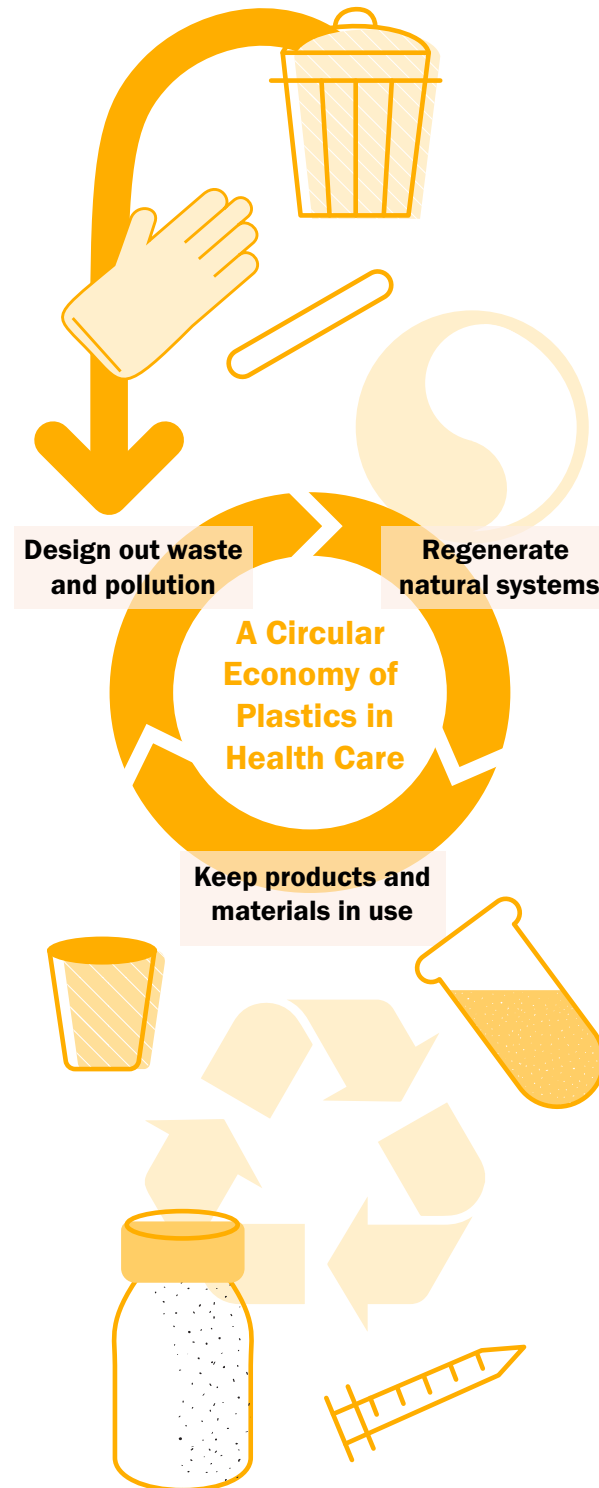 Design out waste
and pollution
Regenerate
natural systems
A Circular
Economy of
Plastics in
Health Care
Keep products and
materials in use